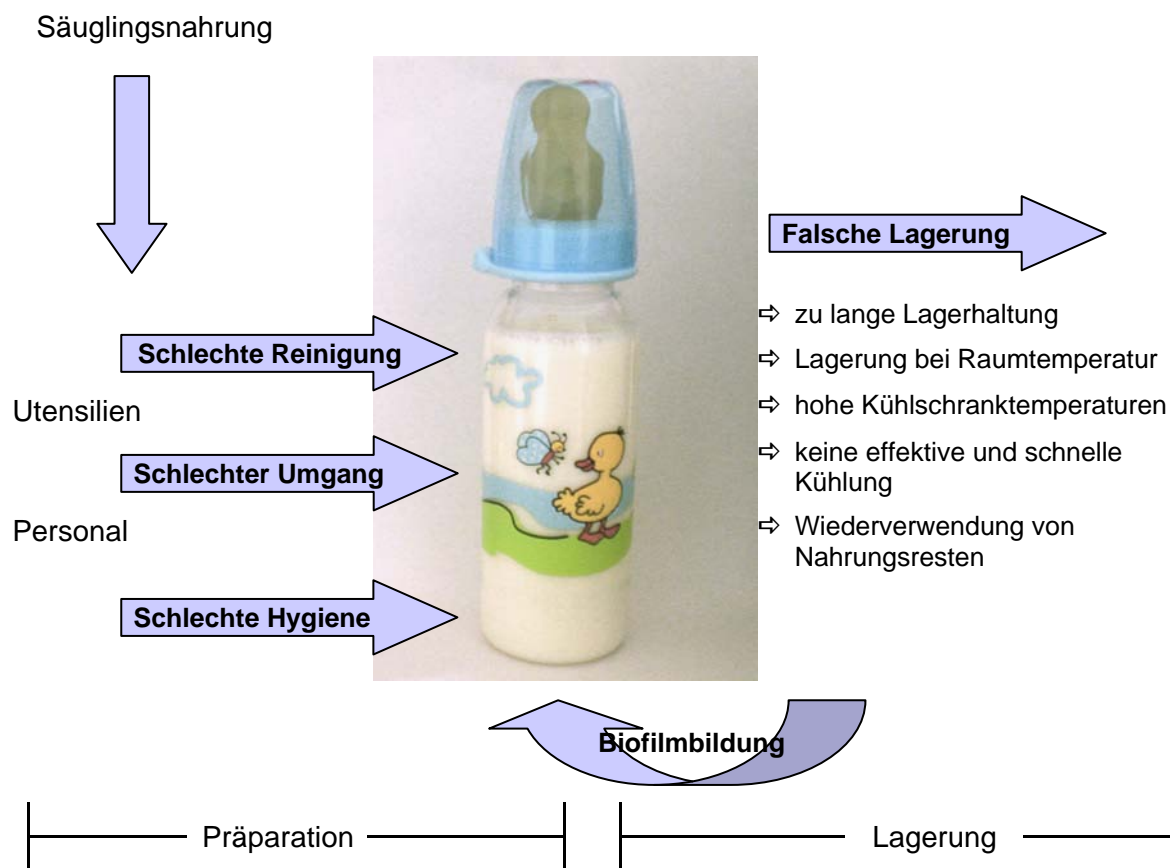 Säuglingsnahrung
Schlechte Reinigung
Utensilien
Schlechter Umgang
Personal
Schlechte Hygiene
Falsche Lagerung
⇨ zu lange Lagerhaltung
⇨ Lagerung bei Raumtemperatur
⇨ hohe Kühlschranktemperaturen
⇨ keine effektive und schnelle
Kühlung
⇨ Wiederverwendung von
Nahrungsresten
Biofilmbildung
Präparation
Lagerung